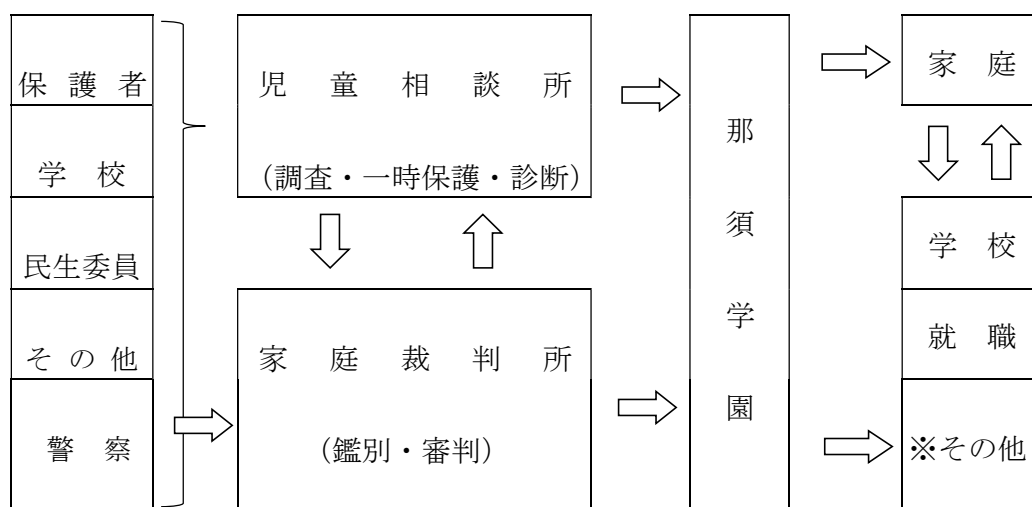 保護者
学校
民生委員
その他
警察
児童相談所
(調査・一時保護・診断)
家庭裁判所
(鑑別・審判)
那須学園
家庭
学校
就職
※その他